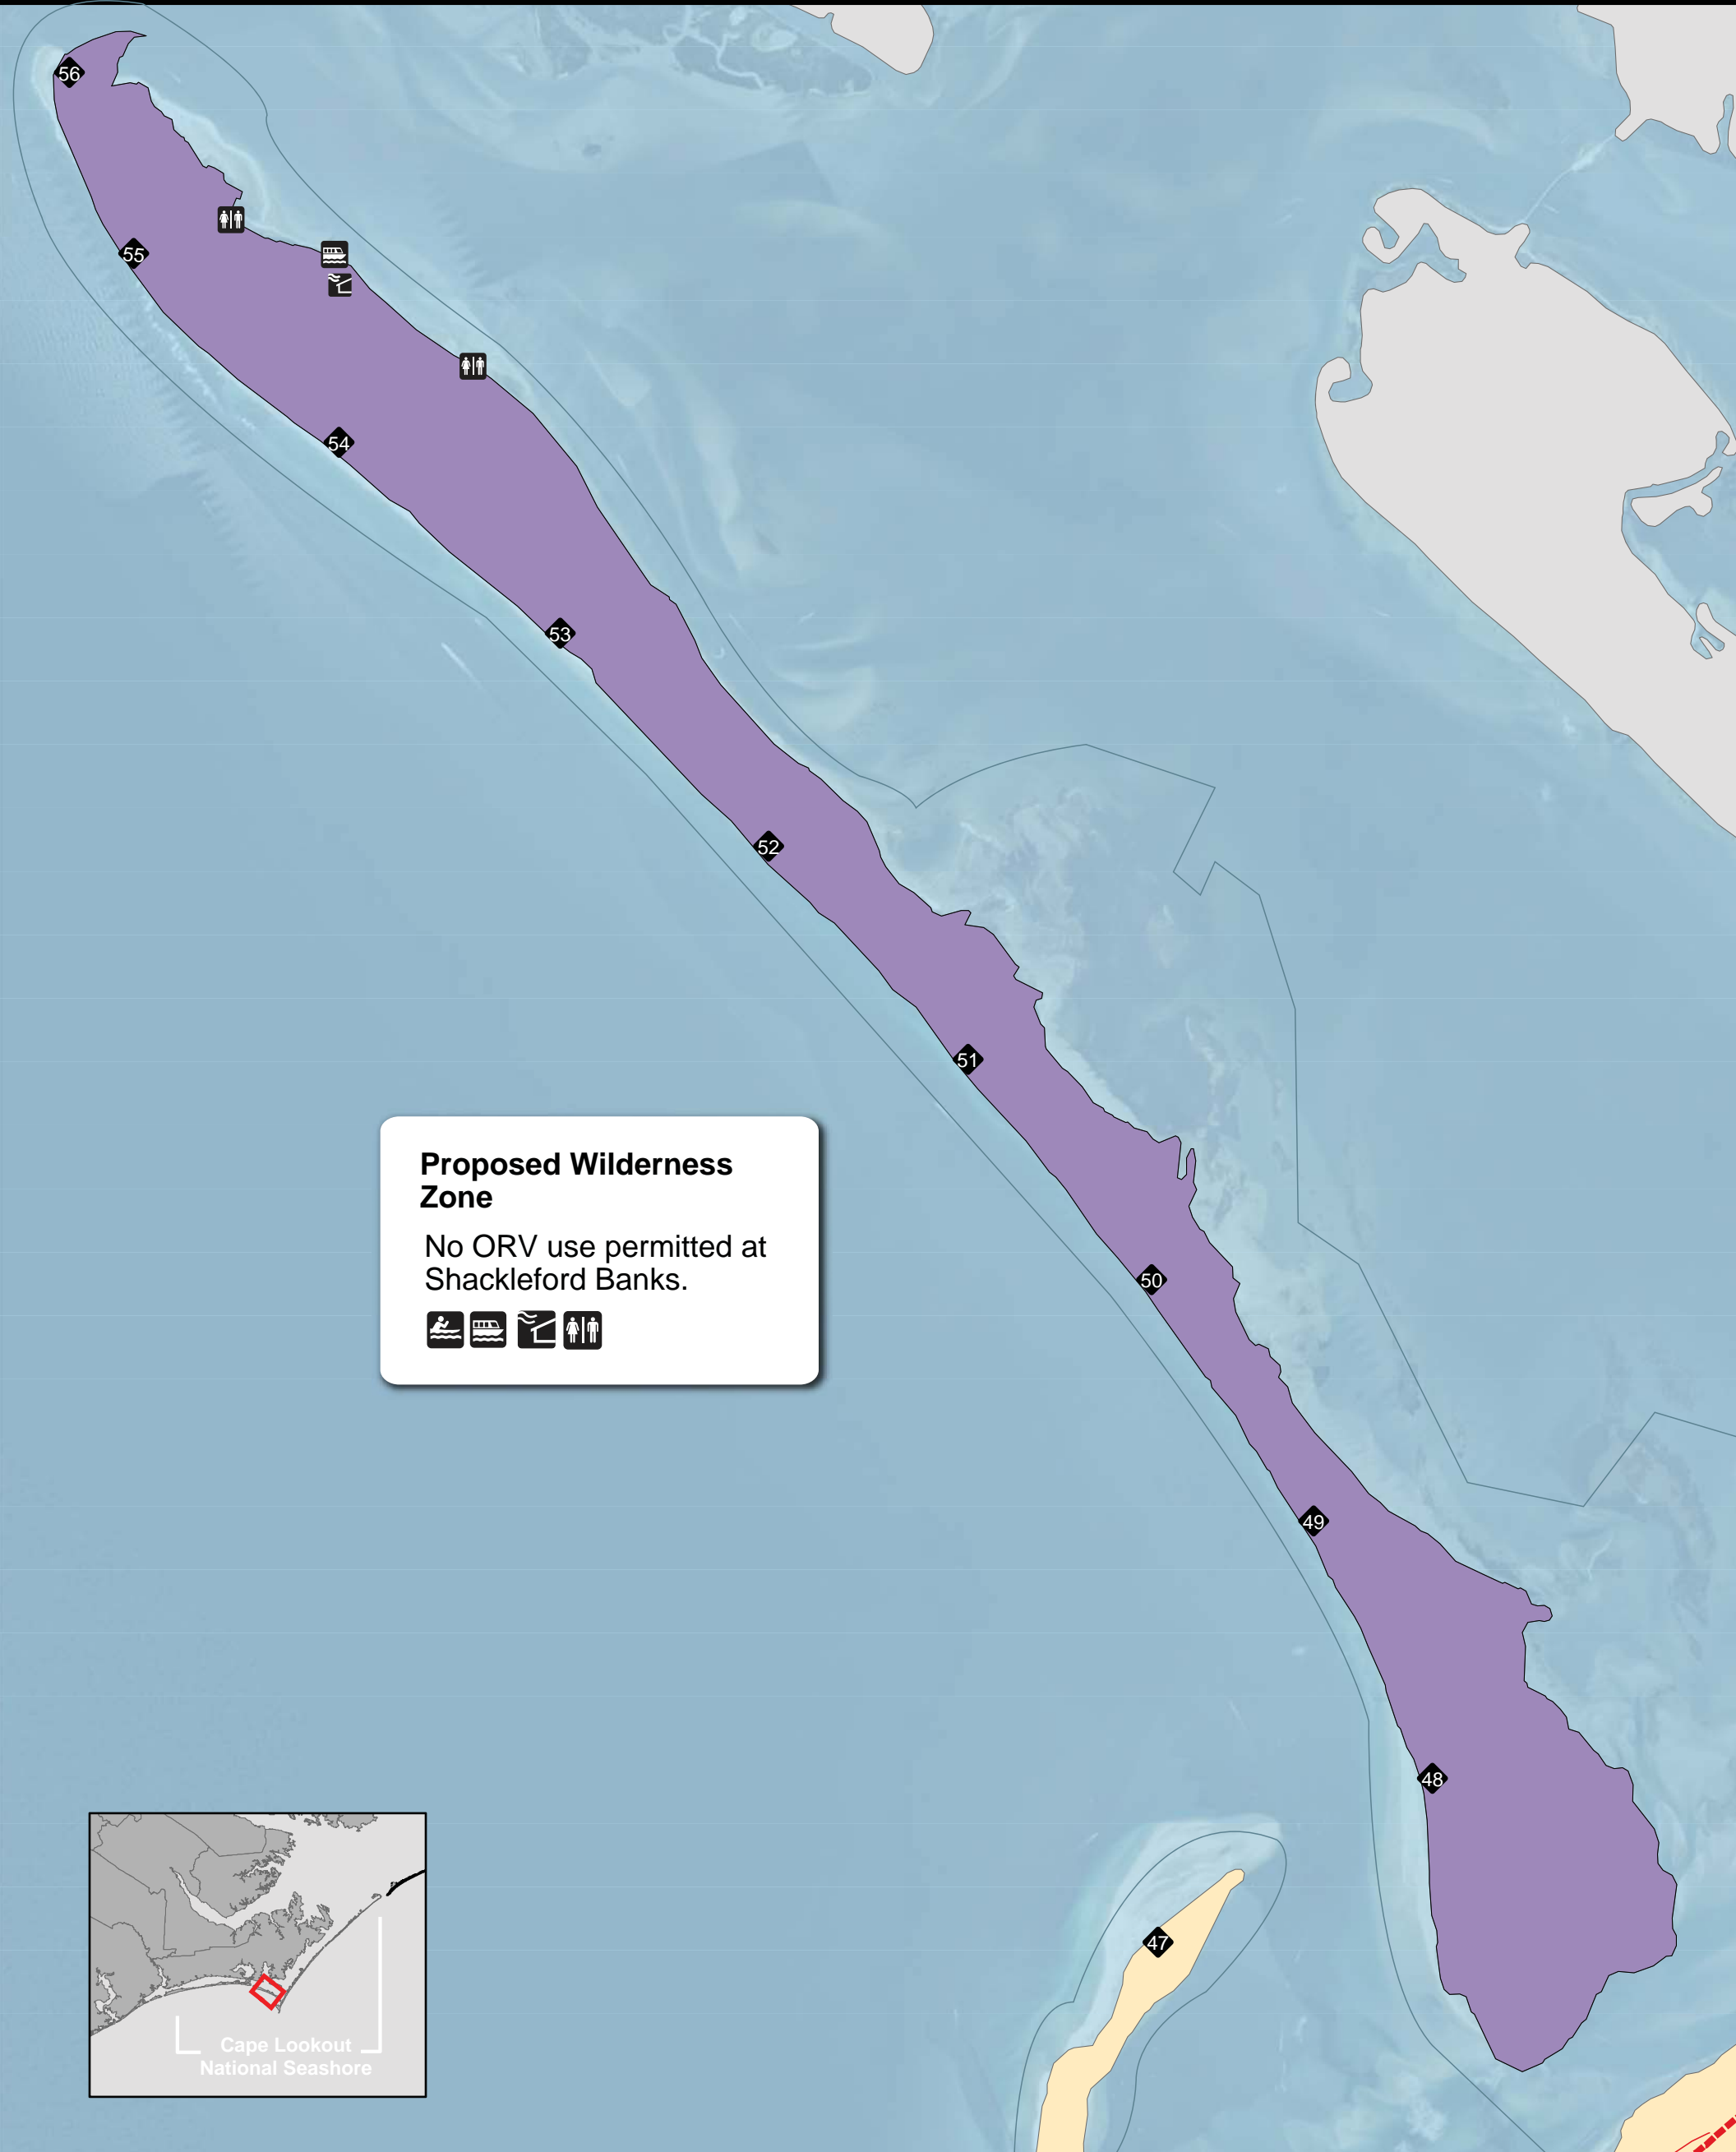 56
55
54
53
52
51
Proposed Wilderness
Zone
No ORV use permitted at
Shackleford Banks.
50
49
48
47
Cape Lookout
National Seashore